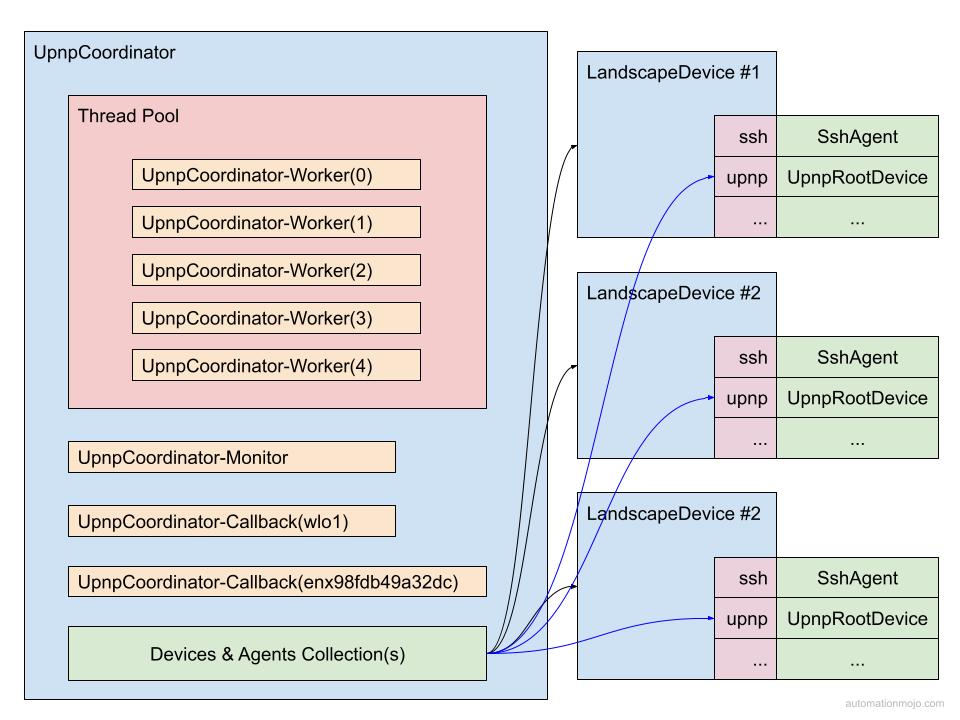 UpnpCoordinator
Thread Pool
UpnpCoordinator-Worker(0)
UpnpCoordinator-Worker(1)
UpnpCoordinator-Worker(2)
UpnpCoordinator-Worker(3)
UpnpCoordinator-Worker(4)
UpnpCoordinator-Monitor
UpnpCoordinator-Callback(wlo1)
UpnpCoordinator-Callback(enx98fdb49a32dc)
Devices & Agents Collection(s)
LandscapeDevice #1
ssh SshAgent
upnp UpnpRootDevice
... ...
LandscapeDevice #2
ssh SshAgent
upnp UpnpRootDevice
... ...
LandscapeDevice #2
ssh SshAgent
upnp UpnpRootDevice
... ...
automationmojo.com